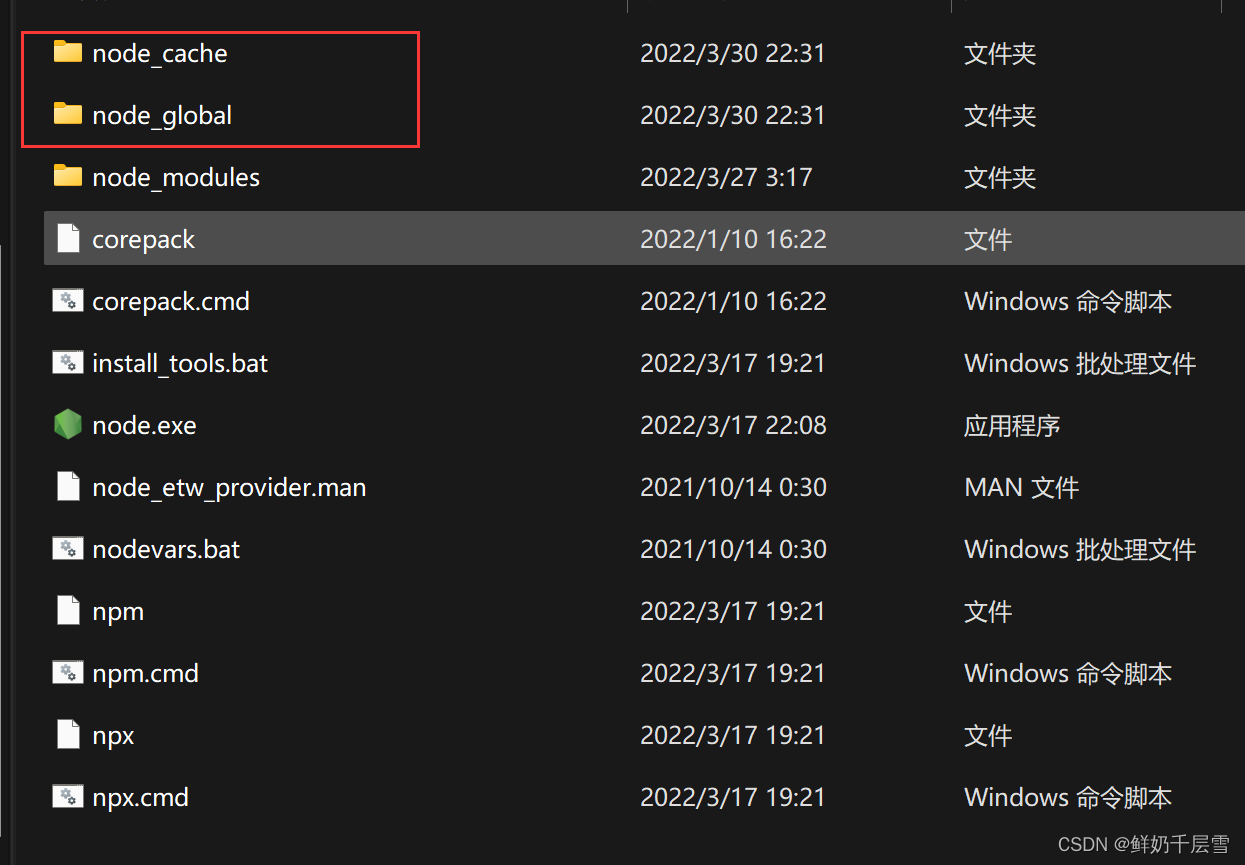 node_cache 2022/3/30 22:31 文件夹
node_global 2022/3/30 22:31 文件夹
node_modules 2022/3/27 3:17 文件夹
corepack 2022/1/10 16:22 文件
corepack.cmd 2022/1/10 16:22 Windows 命令脚本
install_tools.bat 2022/3/17 19:21 Windows 批处理文件
node.exe 2022/3/17 22:08 应用程序
node_etw_provider.man 2021/10/14 0:30 MAN 文件
nodevars.bat 2021/10/14 0:30 Windows 批处理文件
npm 2022/3/17 19:21 文件
npm.cmd 2022/3/17 19:21 Windows 命令脚本
npx 2022/3/17 19:21 文件
npx.cmd 2022/3/17 19:21 Windows 命令脚本
CSDN @鲜奶千层雪